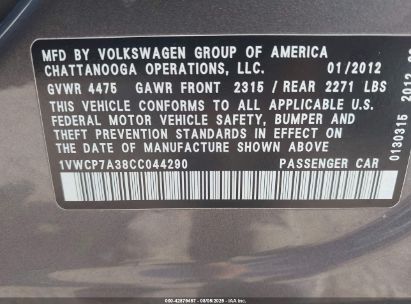 MFD BY VOLKSWAGEN GROUP OF AMERICA
CHATTANOOGA OPERATIONS, LLC. 01/2012
GVWR 4475 GAWR FRONT 2315 / REAR 2271 LBS
THIS VEHICLE CONFORMS TO ALL APPLICABLE U.S.
FEDERAL MOTOR VEHICLE SAFETY, BUMPER AND
THEFT PREVENTION STANDARDS IN EFFECT ON
THE DATE OF MANUFACTURE SHOWN ABOVE
1VWCP7A38CC044290 PASSENGER CAR
0130315 2012